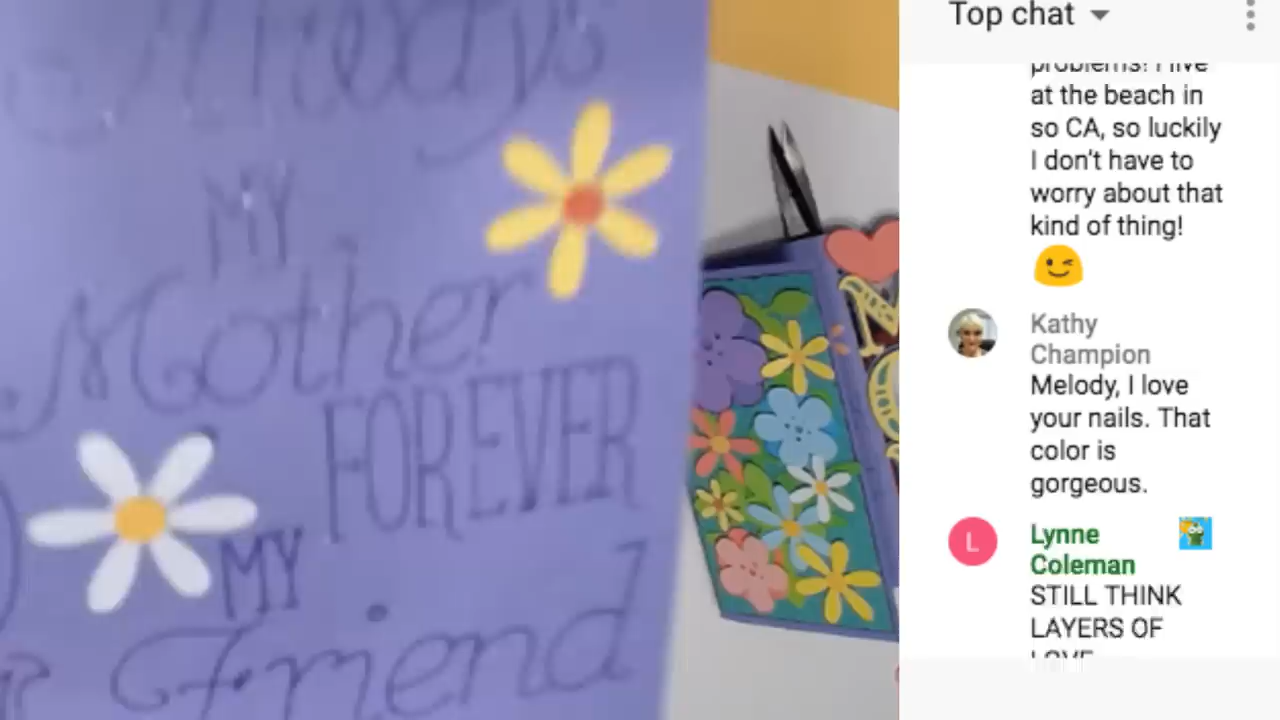 Always
MY
Mother
FOREVER
MY
Friend
Top chat
problems! I live
at the beach in
so CA, so luckily
I don't have to
worry about that
kind of thing!
Kathy
Champion
Melody, I love
your nails. That
color is
gorgeous.
L
Lynne
Coleman
STILL THINK
LAYERS OF
LOVE